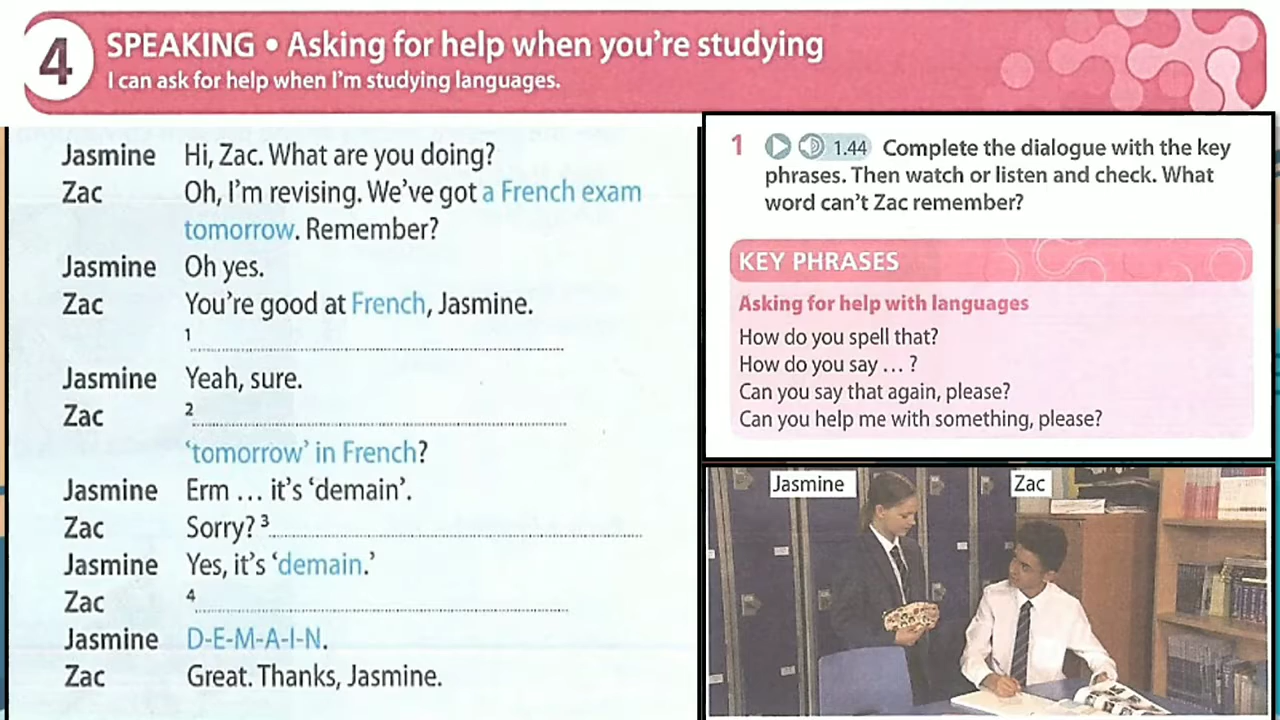 4
SPEAKING • Asking for help when you're studying
I can ask for help when I'm studying languages.
Jasmine Hi, Zac. What are you doing?
Zac Oh, I'm revising. We've got a French exam
tomorrow. Remember?
Jasmine Oh yes.
Zac You're good at French, Jasmine.
1
Jasmine Yeah, sure.
Zac 2
'tomorrow' in French?
Jasmine Erm … it's 'demain'.
Zac Sorry? 3
Jasmine Yes, it's 'demain.'
Zac 4
Jasmine D-E-M-A-I-N.
Zac Great. Thanks, Jasmine.
1 1.44 Complete the dialogue with the key
phrases. Then watch or listen and check. What
word can't Zac remember?
KEY PHRASES
Asking for help with languages
How do you spell that?
How do you say … ?
Can you say that again, please?
Can you help me with something, please?
Jasmine
Zac